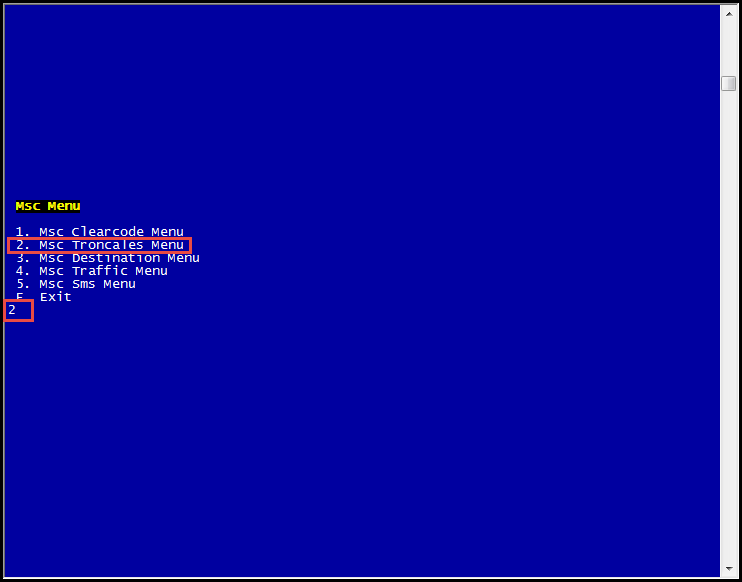 Msc Menu
1. Msc Clearcode Menu
2. Msc Troncales Menu
3. Msc Destination Menu
4. Msc Traffic Menu
5. Msc Sms Menu
E. Exit
2